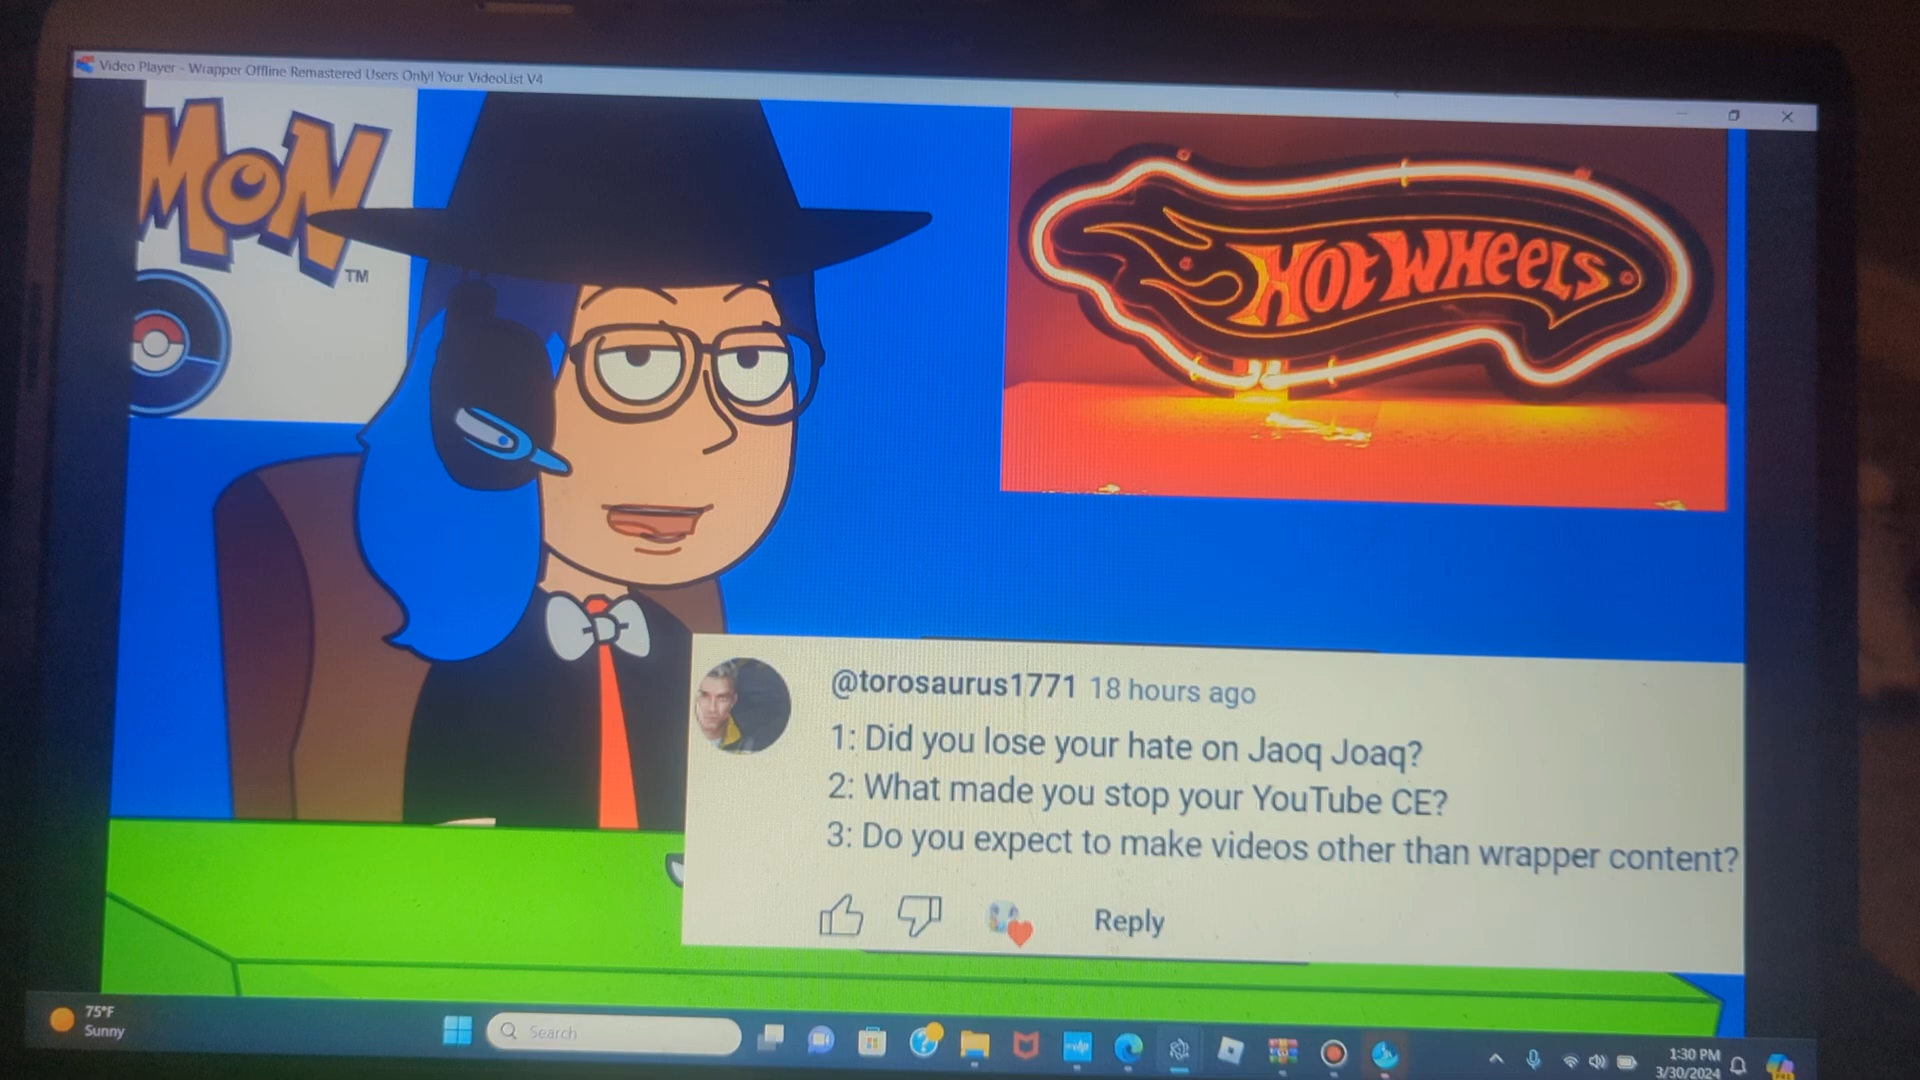 Video Player - Wrapper Offline Remastered Users Only! Your VideoList V4
MON
TM
HOT WHEELS
@torosaurus1771 18 hours ago
1: Did you lose your hate on Jaoq Joaq?
2: What made you stop your YouTube CE?
3: Do you expect to make videos other than wrapper content?
Reply
75°F
Sunny
Search
1:30 PM
3/30/2024